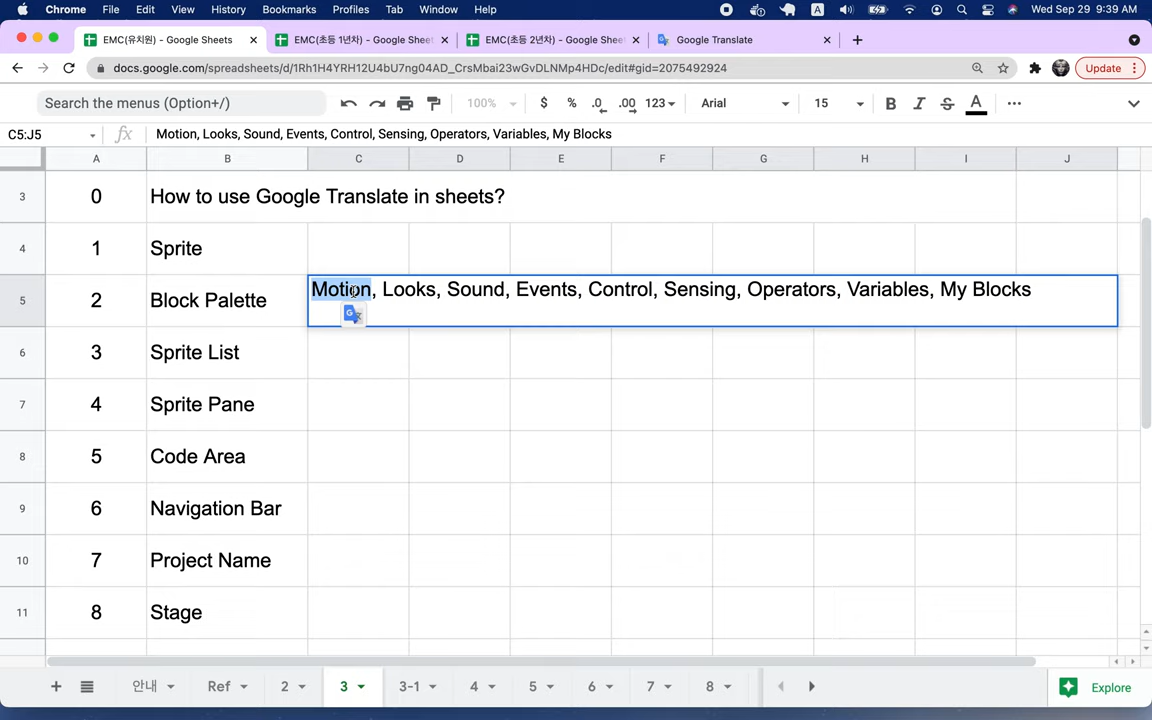 Chrome File Edit View History Bookmarks Profiles Tab Window Help A Wed Sep 29 9:39 AM
EMC(유치원) - Google Sheets EMC(초등 1년차) - Google Sheet EMC(초등 2년차) - Google Sheet Google Translate
docs.google.com/spreadsheets/d/1Rh1H4YRH12U4bU7ng04AD_CrsMbai23wGvDLNMp4HDc/edit#gid=2075492924 Update
Search the menus (Option+/) 100% $ % .0 .00 123 Arial 15 B I S A
C5:J5 fx Motion, Looks, Sound, Events, Control, Sensing, Operators, Variables, My Blocks
A B C D E F G H I J
3 0 How to use Google Translate in sheets?
4 1 Sprite
5 2 Block Palette Motion, Looks, Sound, Events, Control, Sensing, Operators, Variables, My Blocks
6 3 Sprite List
7 4 Sprite Pane
8 5 Code Area
9 6 Navigation Bar
10 7 Project Name
11 8 Stage
안내 Ref 2 3 3-1 4 5 6 7 8 Explore